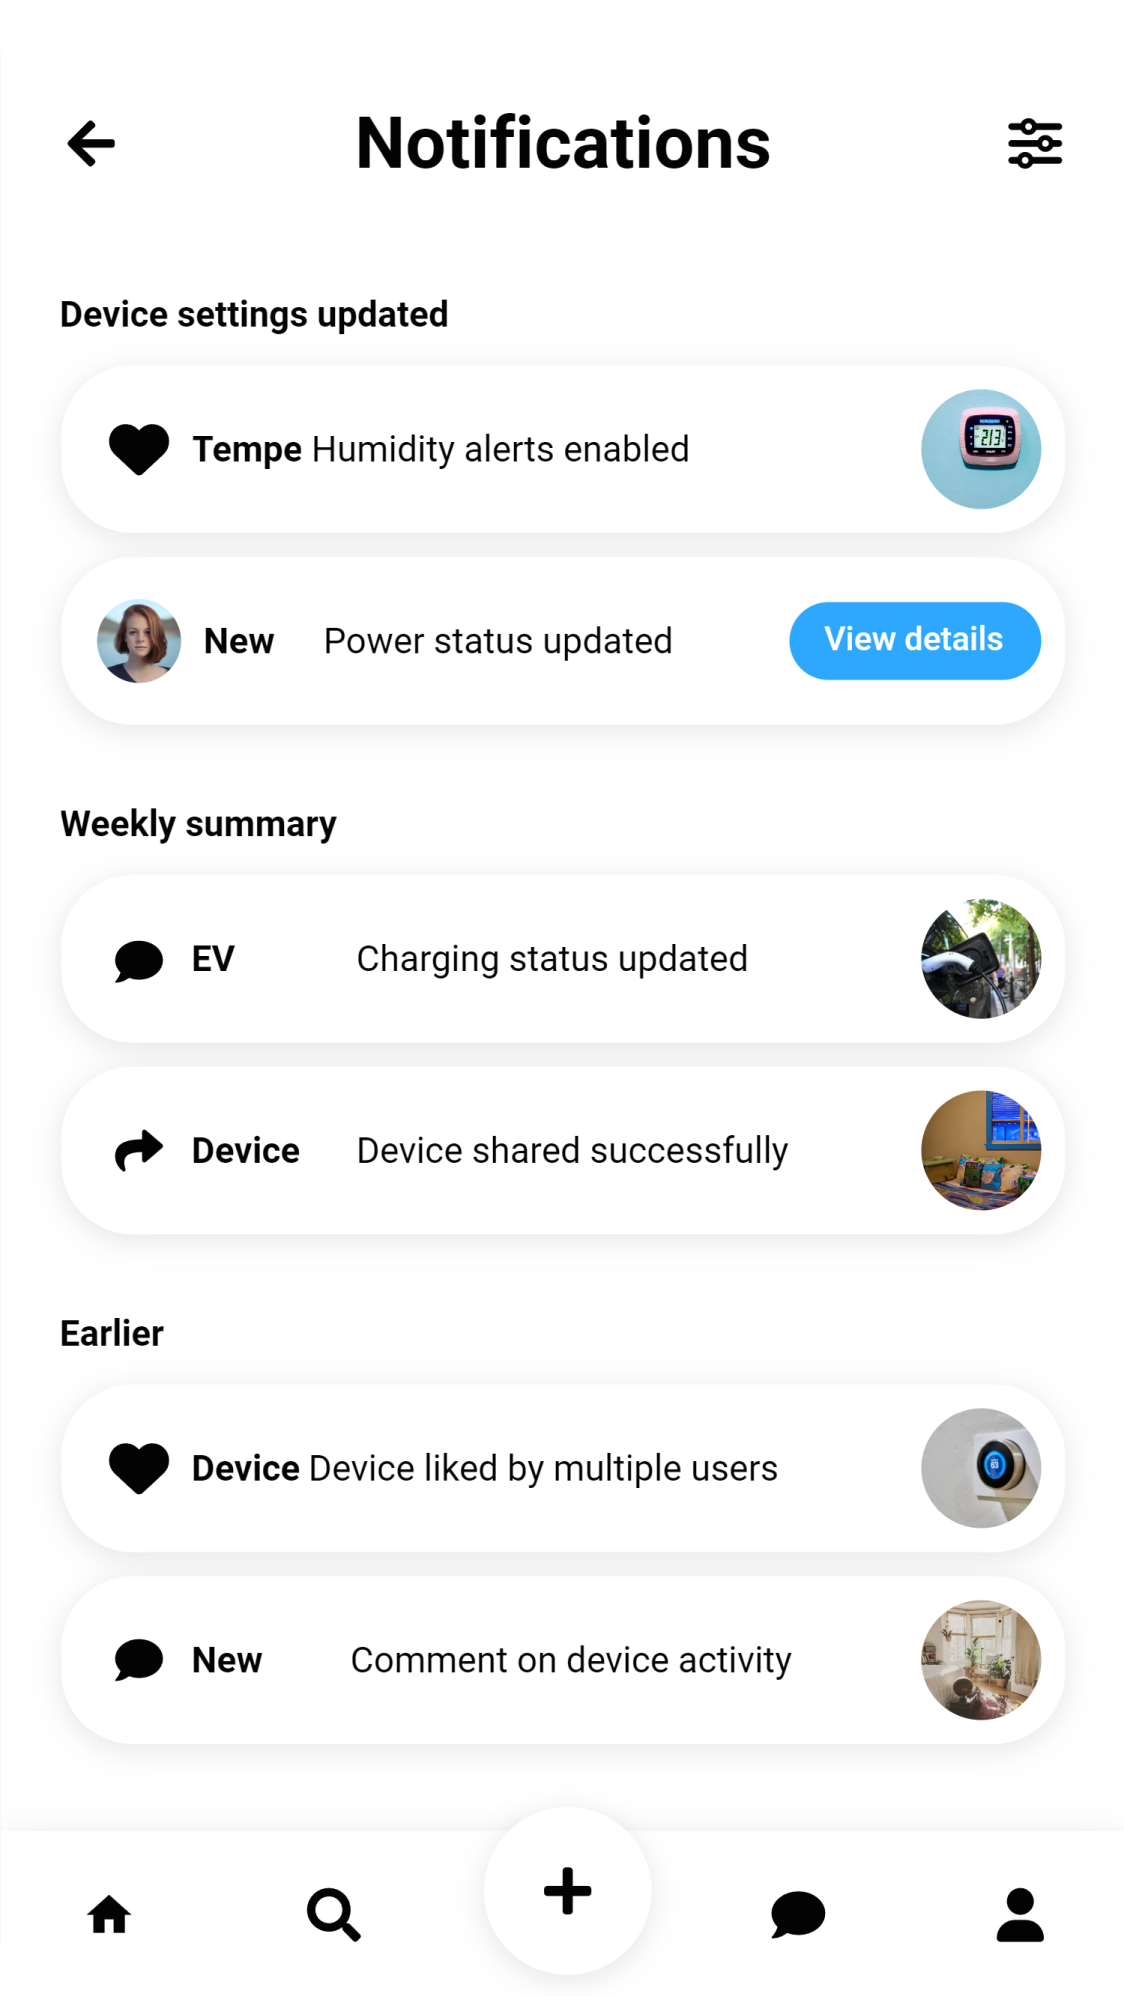 Notifications
Device settings updated
Tempe Humidity alerts enabled
New Power status updated
View details
Weekly summary
EV Charging status updated
Device Device shared successfully
Earlier
Device Device liked by multiple users
New Comment on device activity